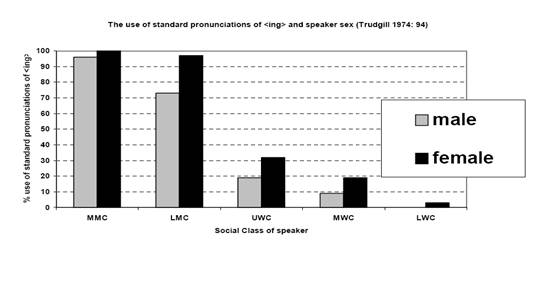 The use of standard pronunciations of <ing> and speaker sex (Trudgill 1974: 94)
% use of standard pronunciations of <ing>
100
90
80
70
60
50
40
30
20
10
0
MMC LMC UWC MWC LWC
Social Class of speaker
male
female